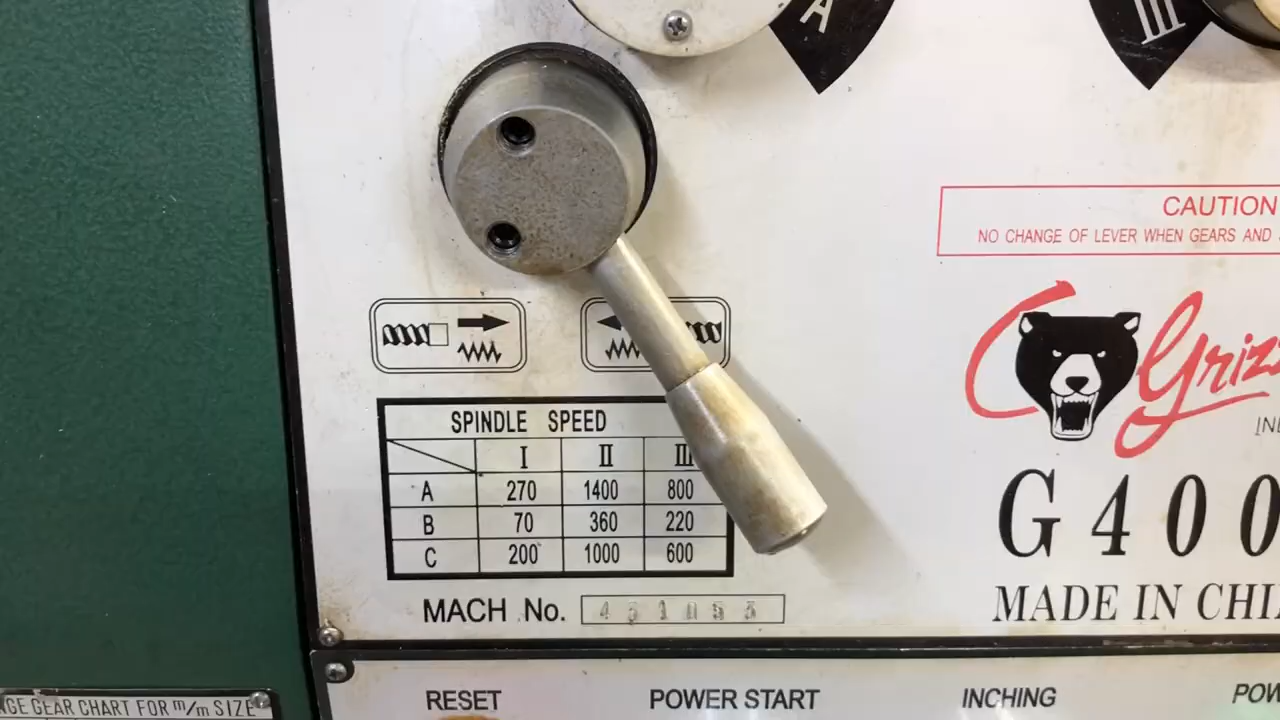 A
III
CAUTION
NO CHANGE OF LEVER WHEN GEARS AND
SPINDLE SPEED
I II III
A 270 1400 800
B 70 360 220
C 200 1000 600
G400
MADE IN CHI
MACH No.
RESET POWER START INCHING POW
GE GEAR CHART FOR m/m SIZE